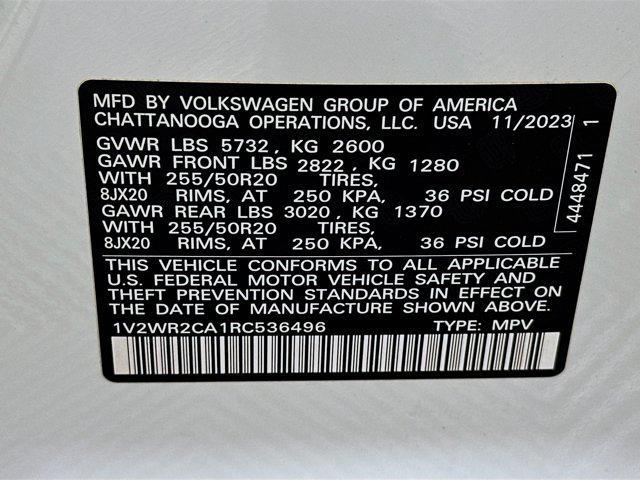 MFD BY VOLKSWAGEN GROUP OF AMERICA
CHATTANOOGA OPERATIONS, LLC. USA 11/2023
GVWR LBS 5732, KG 2600
GAWR FRONT LBS 2822, KG 1280
WITH 255/50R20 TIRES,
8JX20 RIMS, AT 250 KPA, 36 PSI COLD
GAWR REAR LBS 3020, KG 1370
WITH 255/50R20 TIRES,
8JX20 RIMS, AT 250 KPA, 36 PSI COLD
THIS VEHICLE CONFORMS TO ALL APPLICABLE
U.S. FEDERAL MOTOR VEHICLE SAFETY AND
THEFT PREVENTION STANDARDS IN EFFECT ON
THE DATE OF MANUFACTURE SHOWN ABOVE.
1V2WR2CA1RC536496 TYPE: MPV
4448471 1